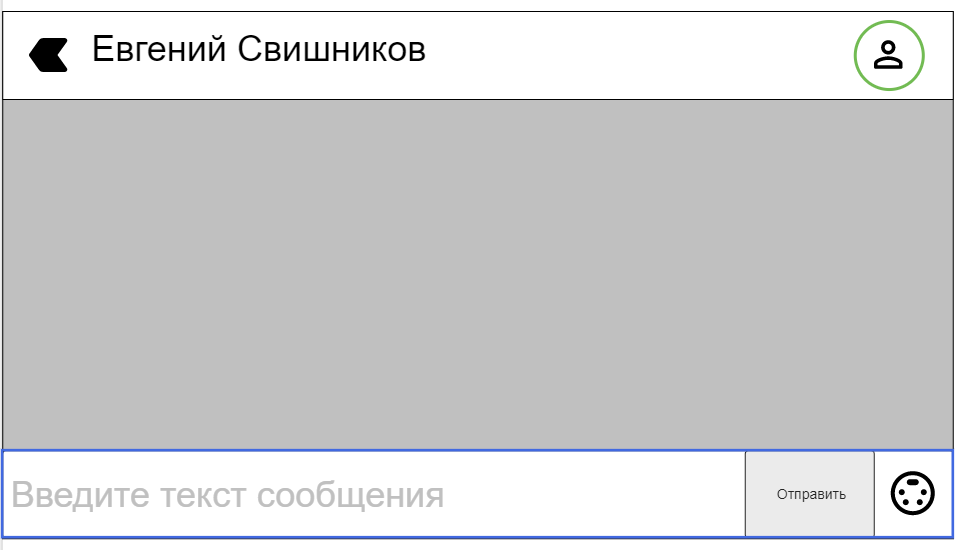 Евгений Свишников
Введите текст сообщения
Отправить